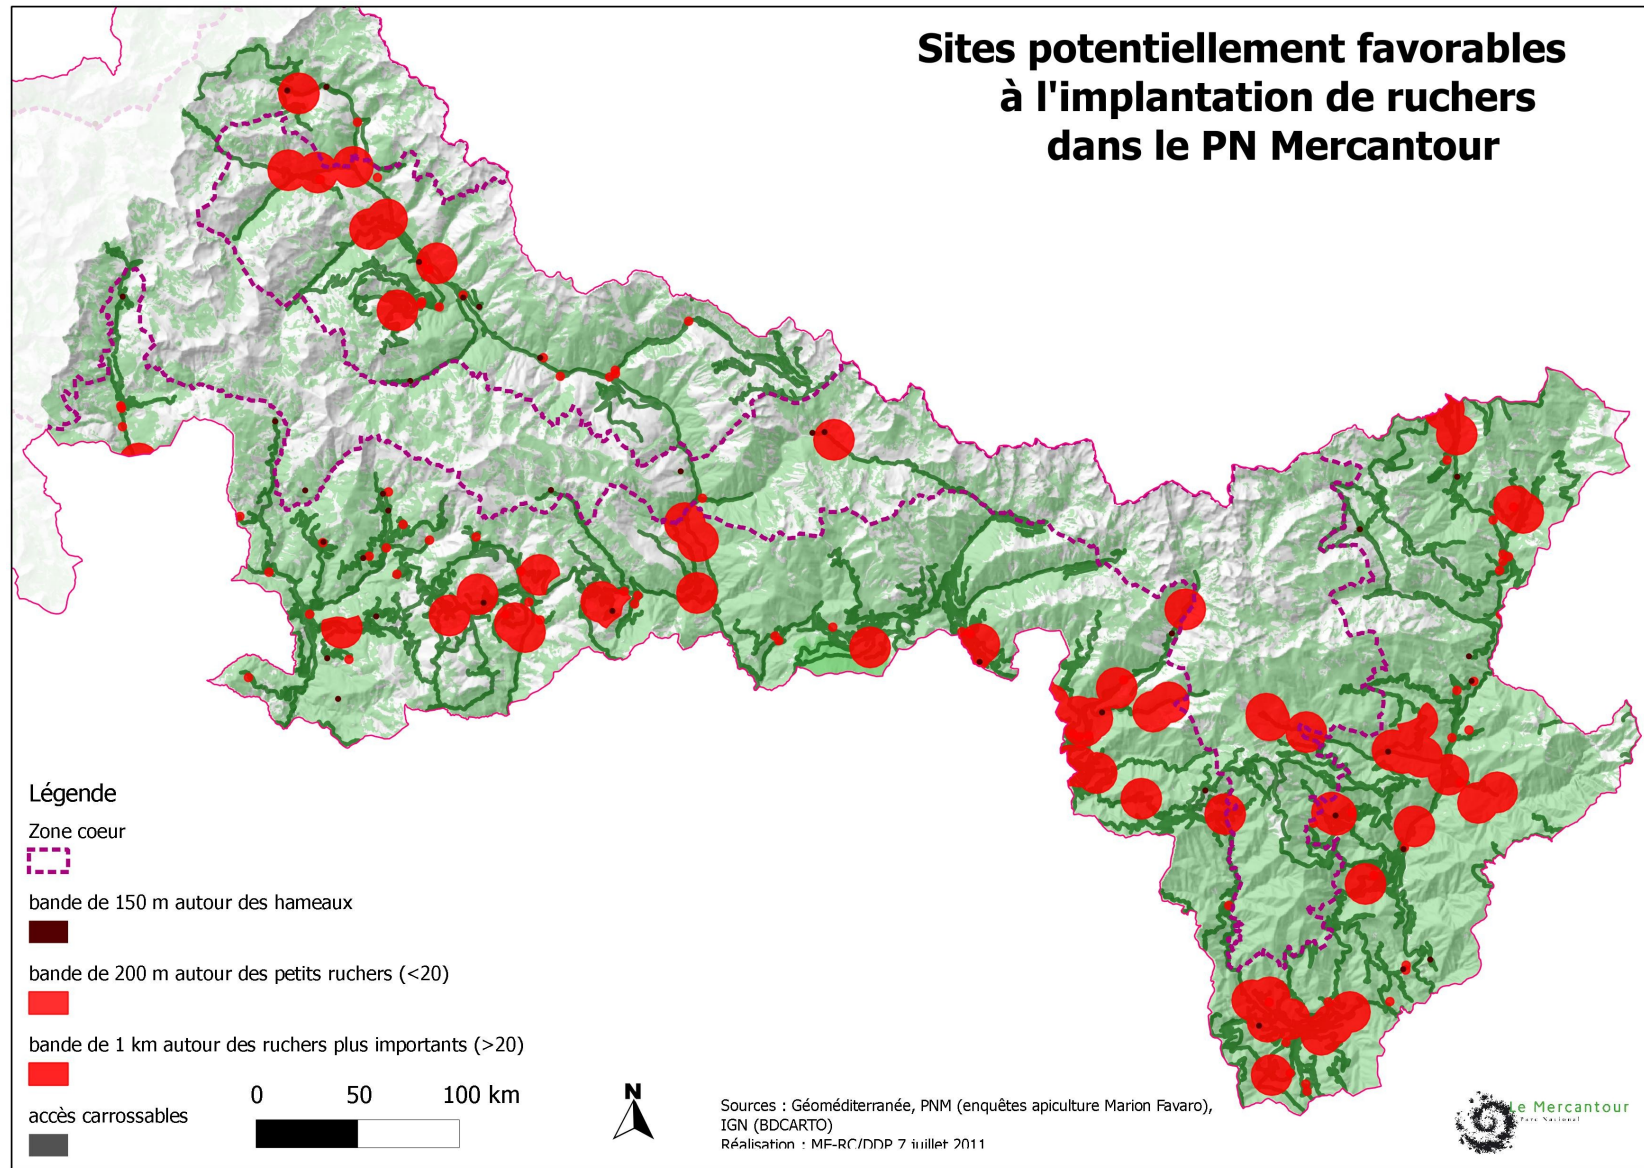 Sites potentiellement favorables
à l'implantation de ruchers
dans le PN Mercantour
Légende
Zone coeur
bande de 150 m autour des hameaux
bande de 200 m autour des petits ruchers (<20)
bande de 1 km autour des ruchers plus importants (>20)
accès carrossables
0 50 100 km
N
Sources : Géoméditerranée, PNM (enquêtes apiculture Marion Favaro),
IGN (BDCARTO)
Réalisation : MF-RC/DDP 7 juillet 2011
Le Mercantour
Parc National